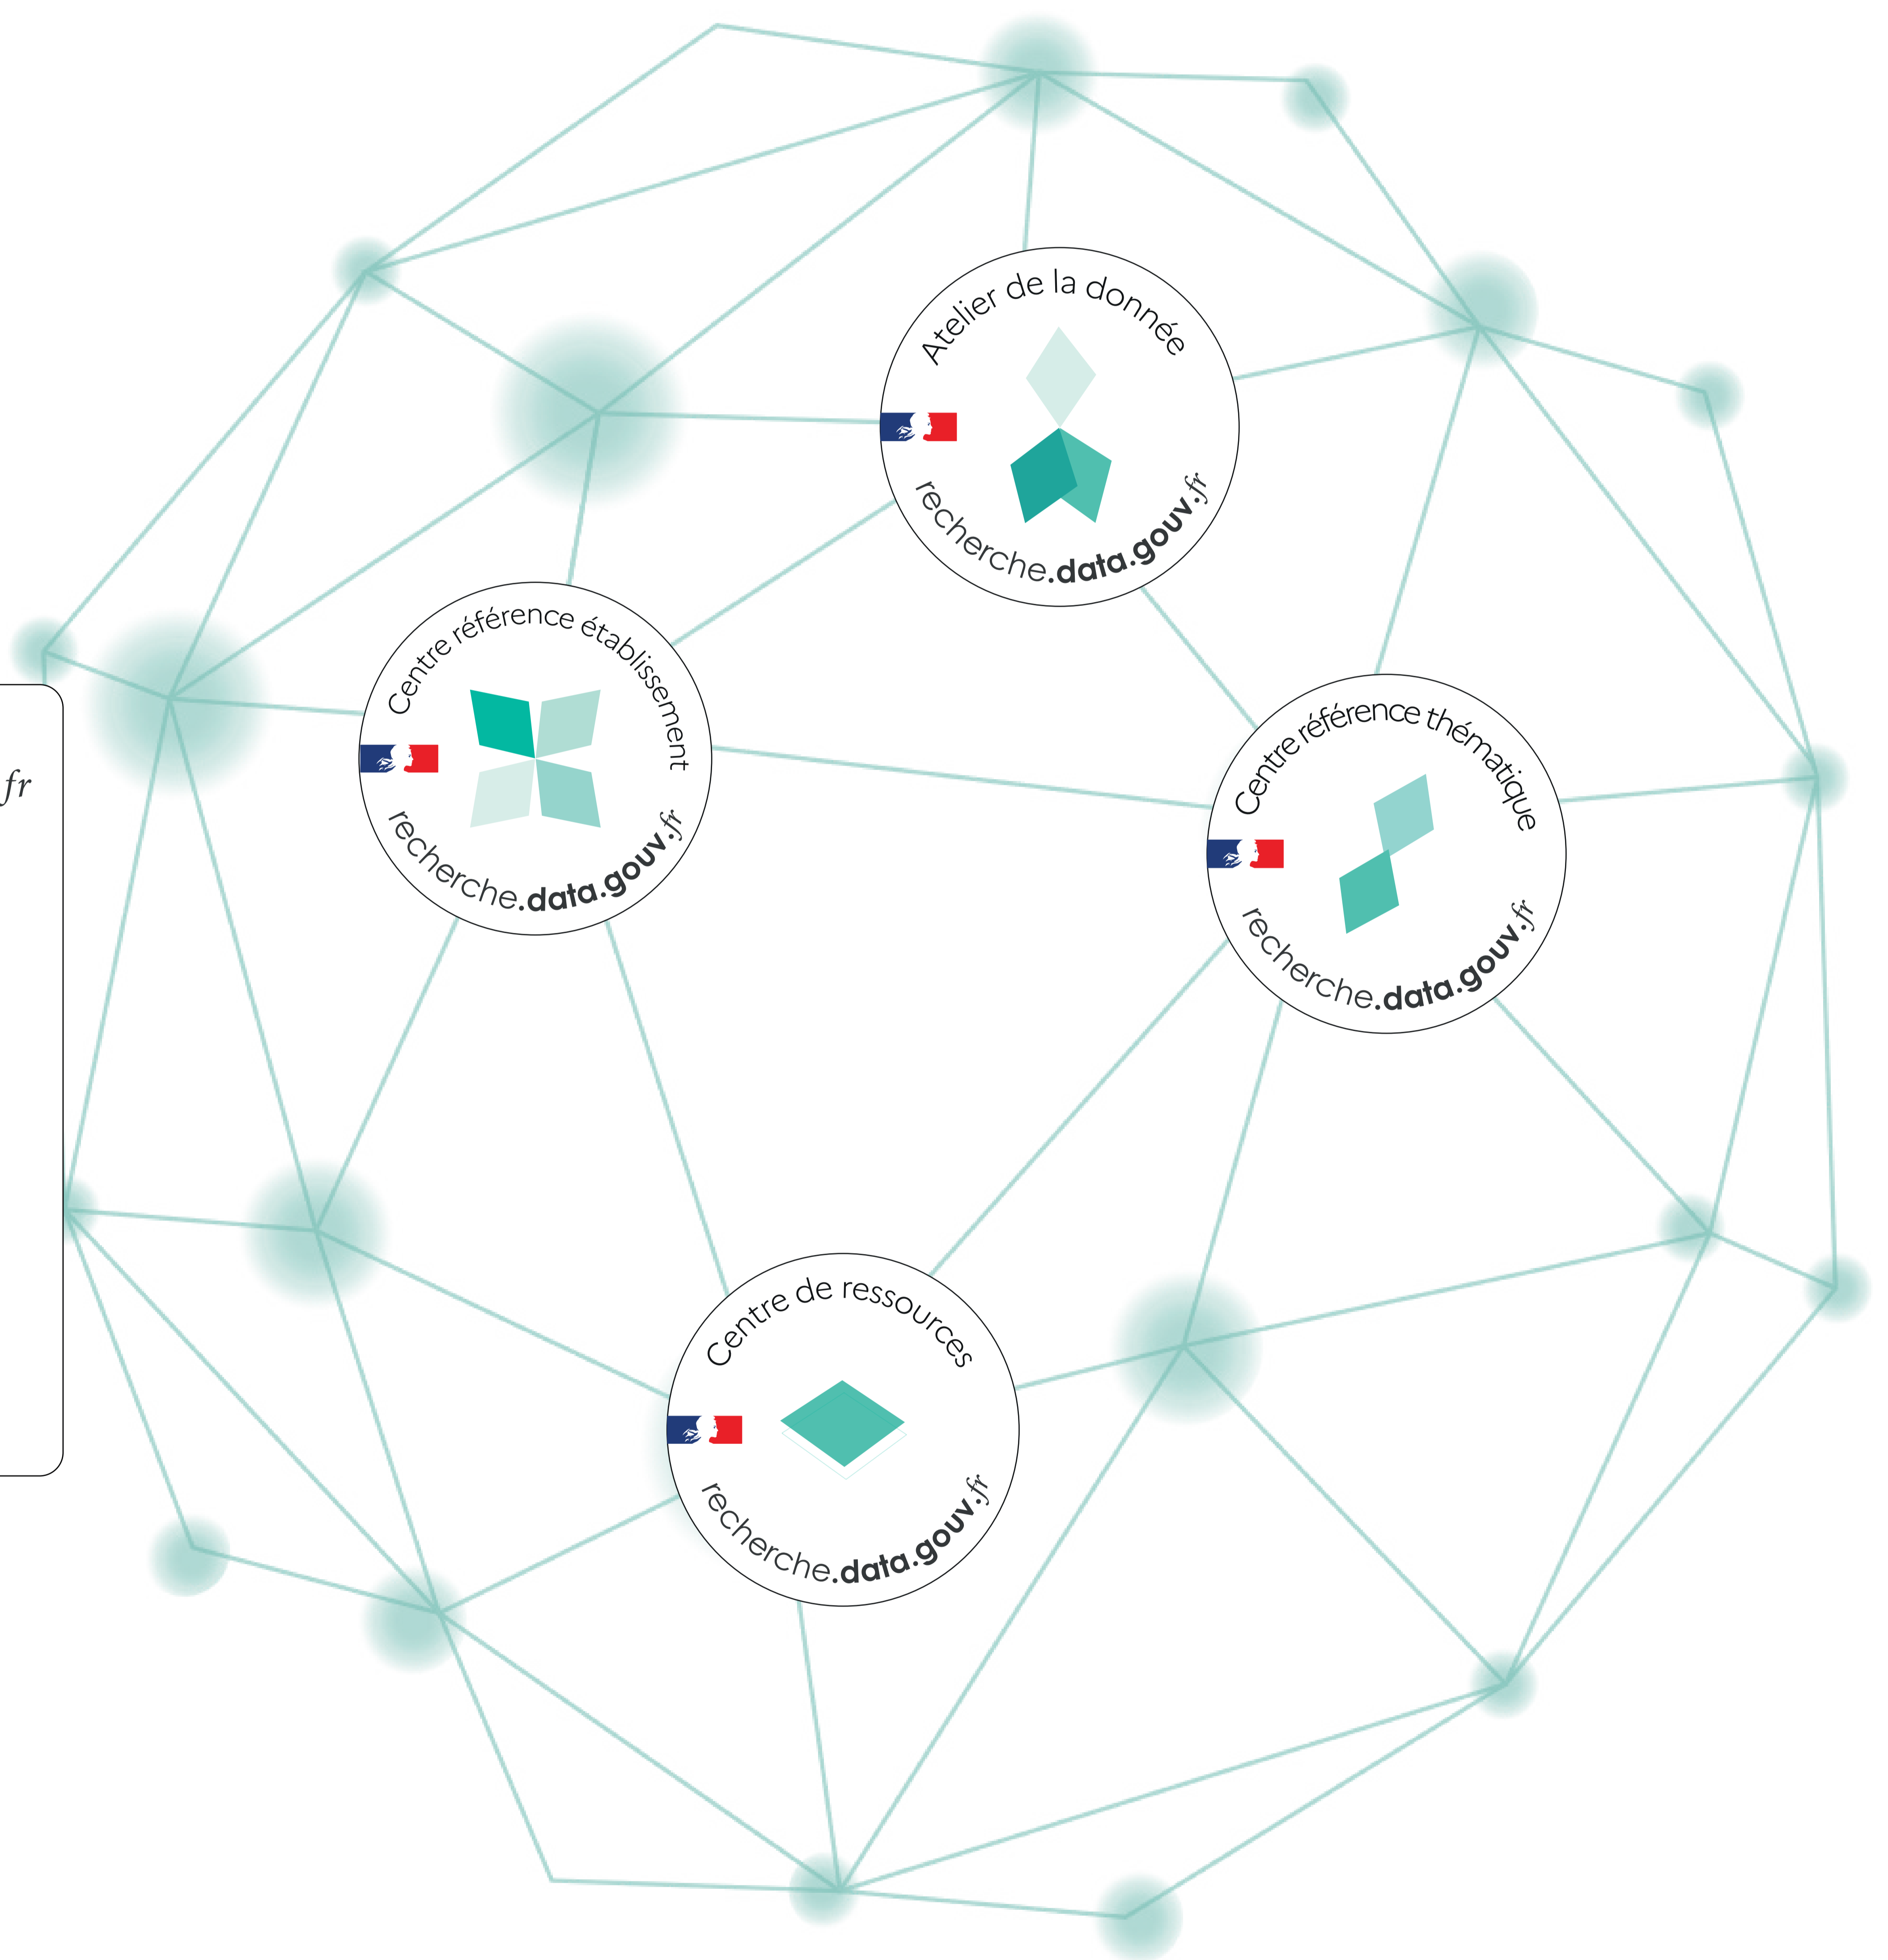 Atelier de la donnée
recherche.data.gouv.fr
Centre référence établissement
recherche.data.gouv.fr
fr
Centre référence thématique
recherche.data.gouv.fr
Centre de ressources
recherche.data.gouv.fr